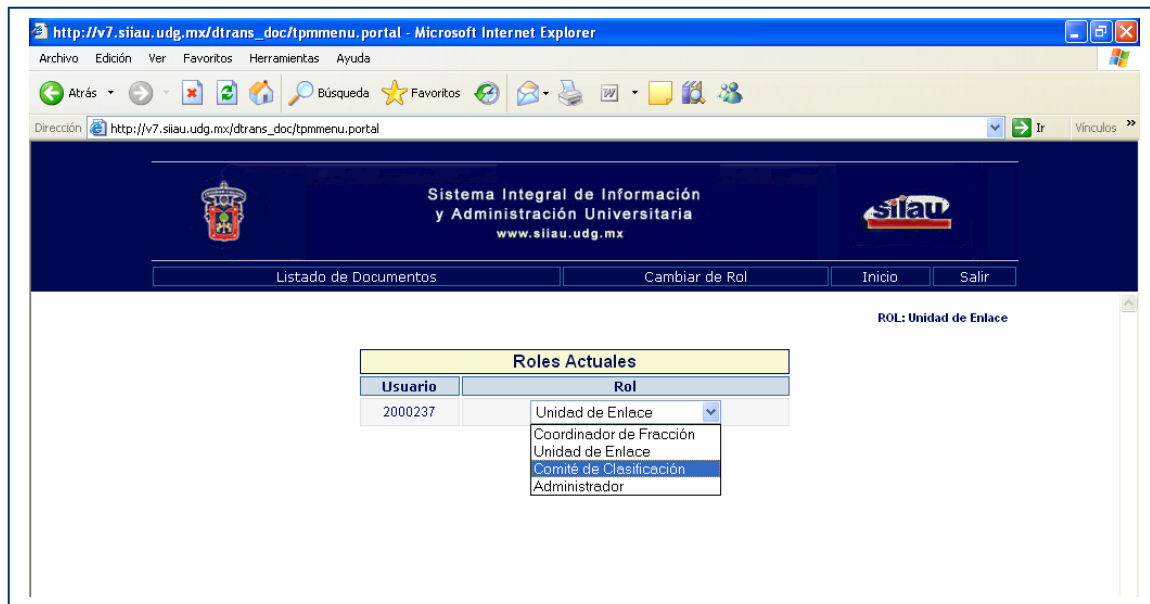 http://v7.siiau.udg.mx/dtrans_doc/tpmmenu.portal - Microsoft Internet Explorer
Archivo Edición Ver Favoritos Herramientas Ayuda
Atrás Búsqueda Favoritos
Dirección http://v7.siiau.udg.mx/dtrans_doc/tpmmenu.portal Ir Vínculos »
Sistema Integral de Información
y Administración Universitaria
www.siiau.udg.mx
siiau
Listado de Documentos Cambiar de Rol Inicio Salir
ROL: Unidad de Enlace
Roles Actuales
Usuario Rol
2000237 Unidad de Enlace
Coordinador de Fracción
Unidad de Enlace
Comité de Clasificación
Administrador